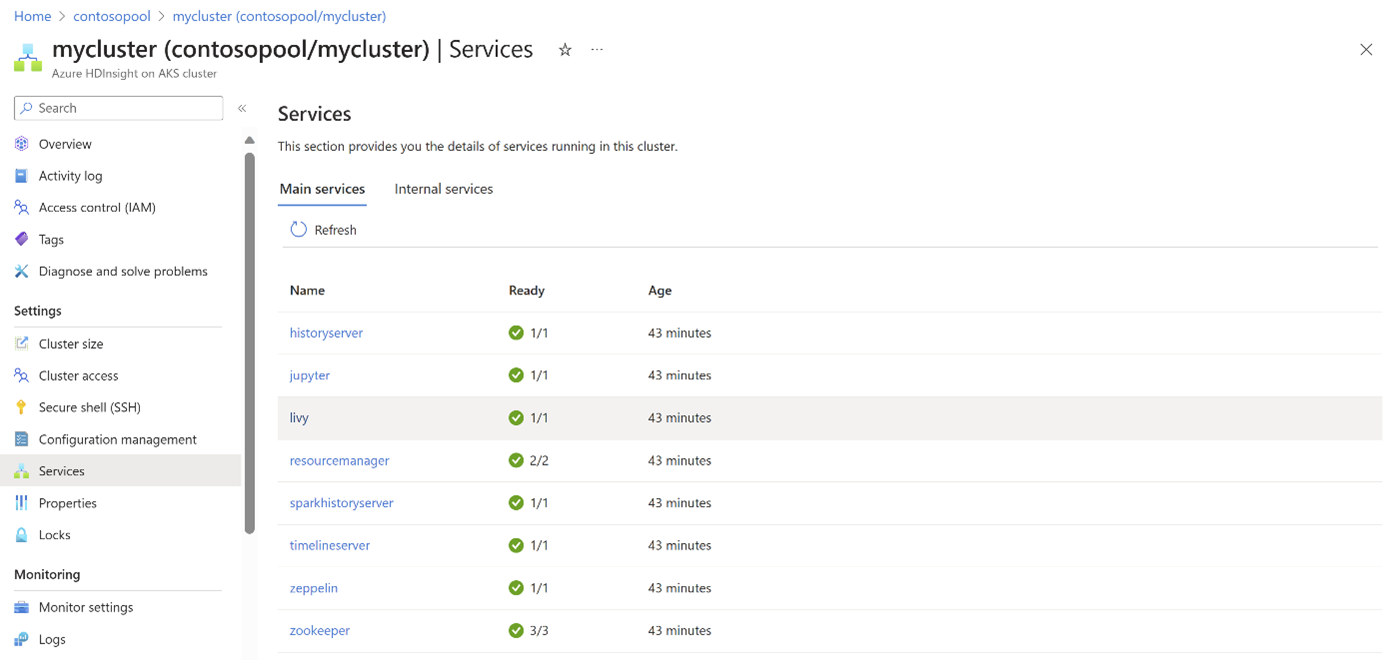 Home > contosopool > mycluster (contosopool/mycluster)
mycluster (contosopool/mycluster) | Services
Azure HDInsight on AKS cluster
Search
Overview
Activity log
Access control (IAM)
Tags
Diagnose and solve problems
Settings
Cluster size
Cluster access
Secure shell (SSH)
Configuration management
Services
Properties
Locks
Monitoring
Monitor settings
Logs
Services
This section provides you the details of services running in this cluster.
Main services Internal services
Refresh
Name Ready Age
historyserver 1/1 43 minutes
jupyter 1/1 43 minutes
livy 1/1 43 minutes
resourcemanager 2/2 43 minutes
sparkhistoryserver 1/1 43 minutes
timelineserver 1/1 43 minutes
zeppelin 1/1 43 minutes
zookeeper 3/3 43 minutes